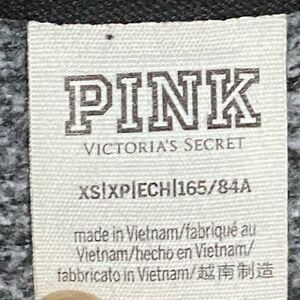 PINK
VICTORIA'S SECRET
XS|XP|ECH|165/84A
made in Vietnam/fabriqué au
Vietnam/hecho en Vietnam/
fabbricato in Vietnam/越南制造